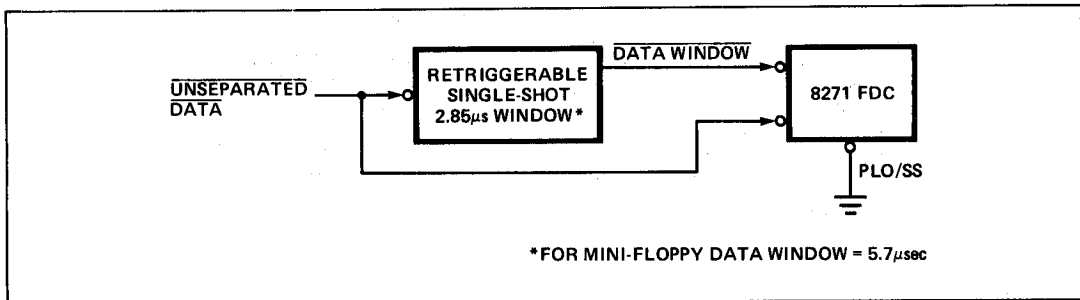 DATA WINDOW
UNSEPARATED
DATA
RETRIGGERABLE
SINGLE-SHOT
2.85μs WINDOW*
8271 FDC
PLO/SS
*FOR MINI-FLOPPY DATA WINDOW = 5.7μsec